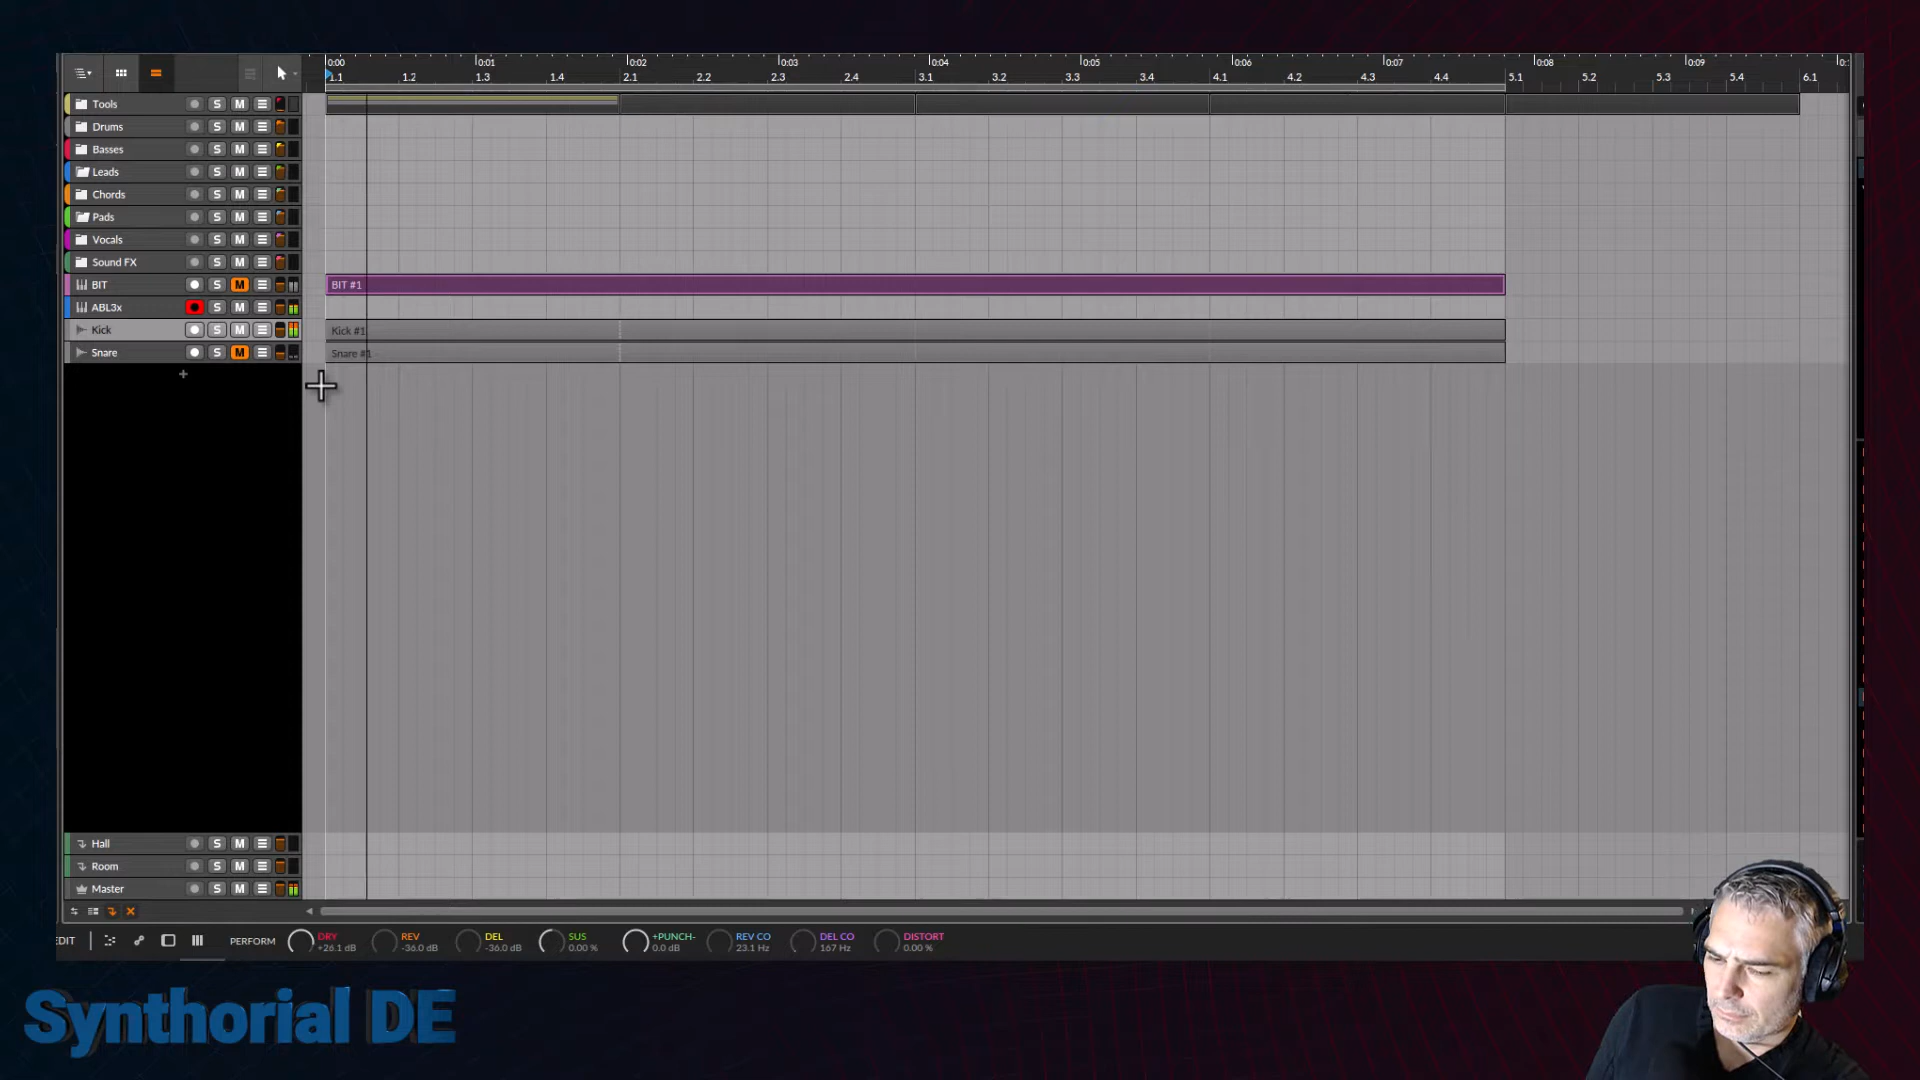 0:00 0:01 0:02 0:03 0:04 0:05 0:06 0:07 0:08 0:09
1.1 1.2 1.3 1.4 2.1 2.2 2.3 2.4 3.1 3.2 3.3 3.4 4.1 4.2 4.3 4.4 5.1 5.2 5.3 5.4 6.1
Tools S M
Drums S M
Basses S M
Leads S M
Chords S M
Pads S M
Vocals S M
Sound FX S M
BIT S M BIT #1
ABL3x S M
Kick S M Kick #1
Snare S M Snare #1
+
Hall S M
Room S M
Master S M
EDIT PERFORM DRY REV DEL SUS +PUNCH- REV CO DEL CO DISTORT
+26.1 dB -36.0 dB -36.0 dB 0.00 % 0.0 dB 23.1 Hz 167 Hz 0.00 %
Synthorial DE